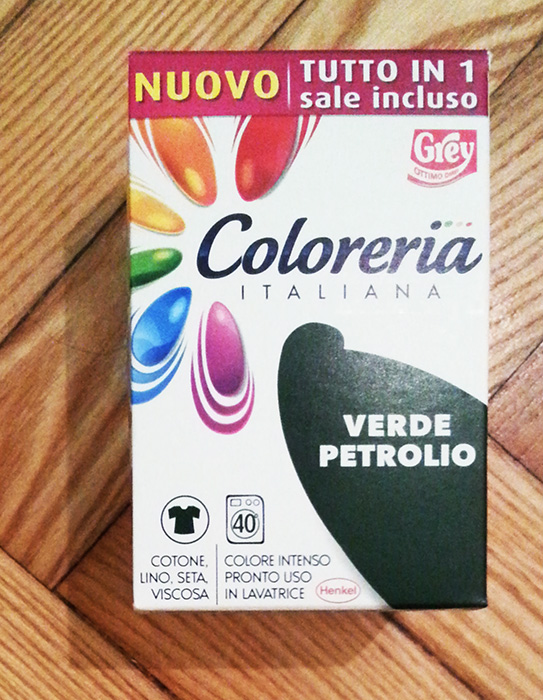 NUOVO
TUTTO IN 1
sale incluso
Grey
Coloreria
ITALIANA
VERDE
PETROLIO
40°
COTONE,
LINO, SETA,
VISCOSA
COLORE INTENSO
PRONTO USO
IN LAVATRICE
Henkel